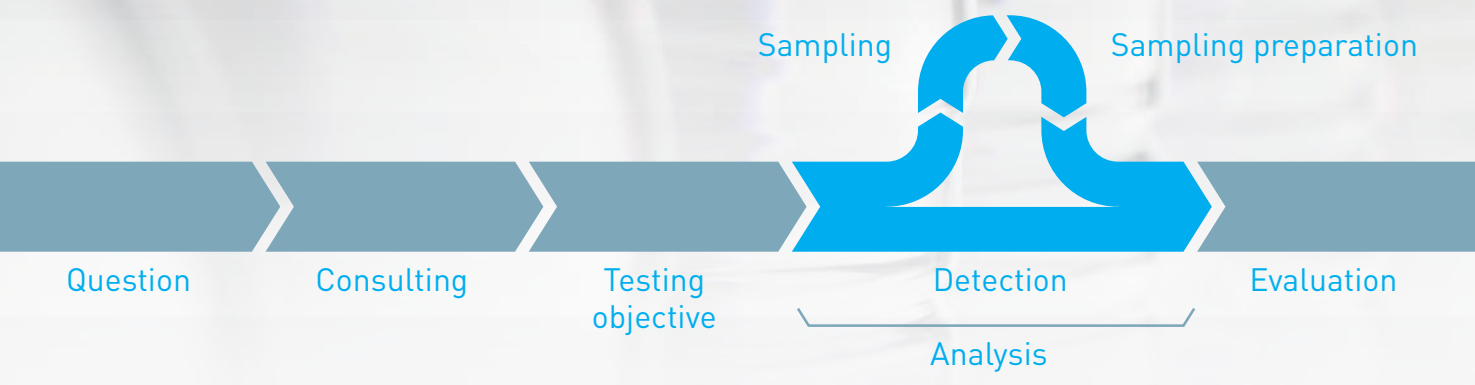 Sampling
Sampling preparation
Question
Consulting
Testing
objective
Detection
Evaluation
Analysis